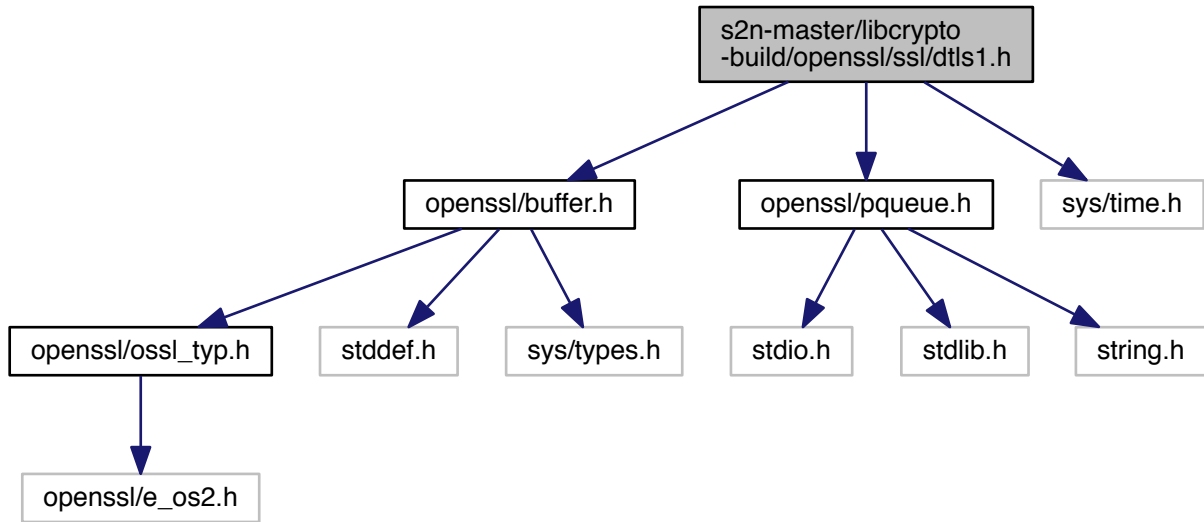 s2n-master/libcrypto
-build/openssl/ssl/dtls1.h
openssl/buffer.h
openssl/pqueue.h
sys/time.h
openssl/ossl_typ.h
stddef.h
sys/types.h
stdio.h
stdlib.h
string.h
openssl/e_os2.h